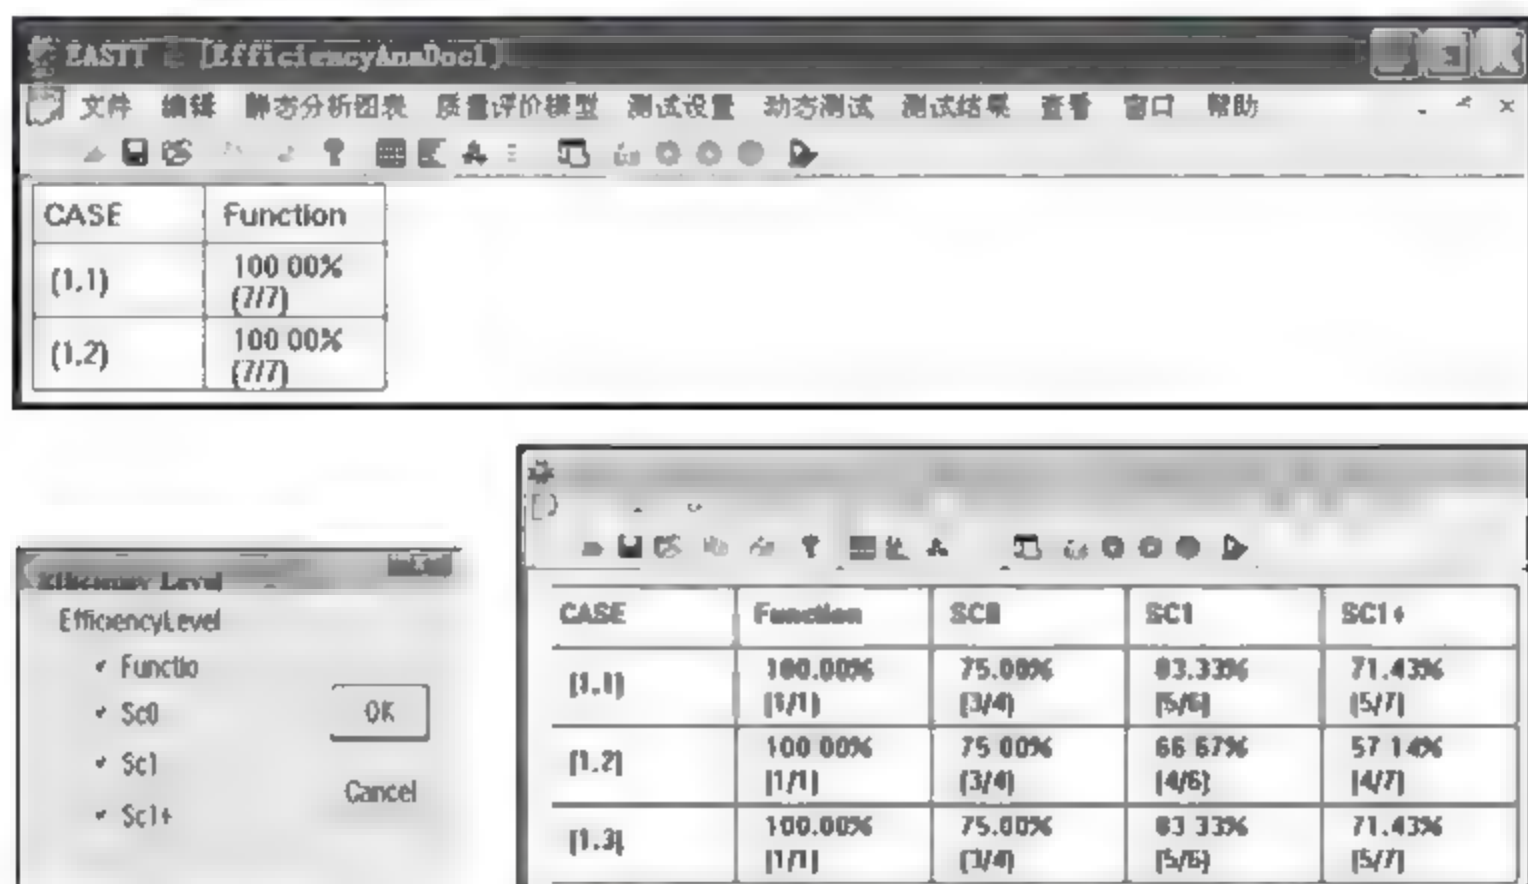 EASTT - [EfficiencyAnaDoc1]
文件 编辑 静态分析图表 质量评价模型 测试设置 动态测试 测试结果 查看 窗口 帮助
CASE Function
(1,1) 100 00%
(7/7)
(1,2) 100 00%
(7/7)
Efficiency Level
EfficiencyLevel
Functio
Sc0
OK
Sc1
Cancel
Sc1+
CASE Function SC0 SC1 SC1+
(1,1) 100.00% 75.00% 83.33% 71.43%
(1/1) (3/4) (5/6) (5/7)
(1,2) 100 00% 75 00% 66 67% 57 14%
(1/1) (3/4) (4/6) (4/7)
(1,3) 100.00% 75.00% 83 33% 71.43%
(1/1) (3/4) (5/6) (5/7)